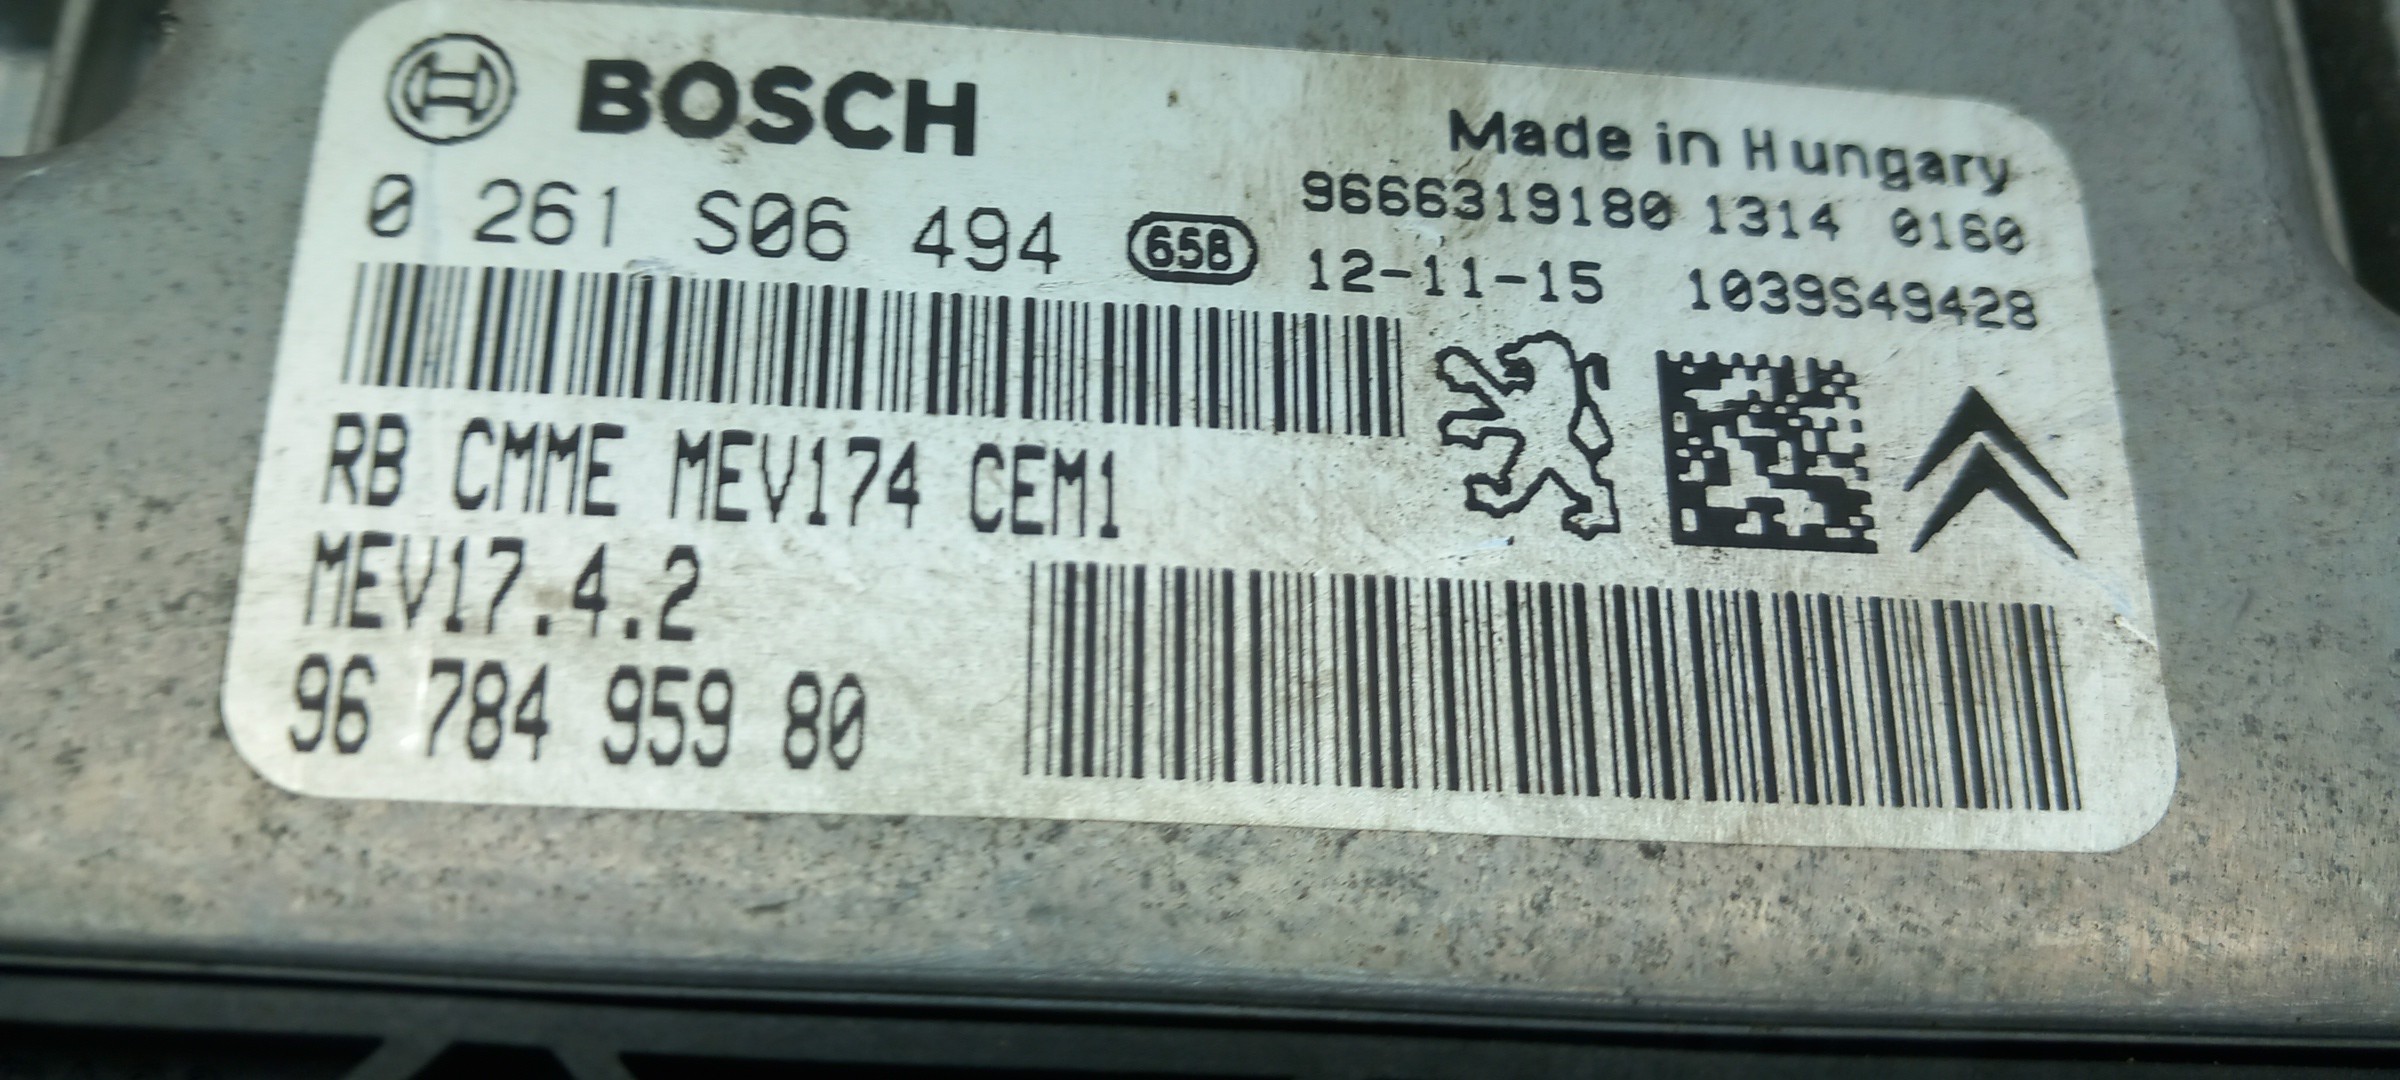 BOSCH
Made in Hungary
0 261 S06 494
658
9666319180 1314 0160
12-11-15 1039S49428
RB CMME MEV174 CEM1
MEV17.4.2
96 784 959 80